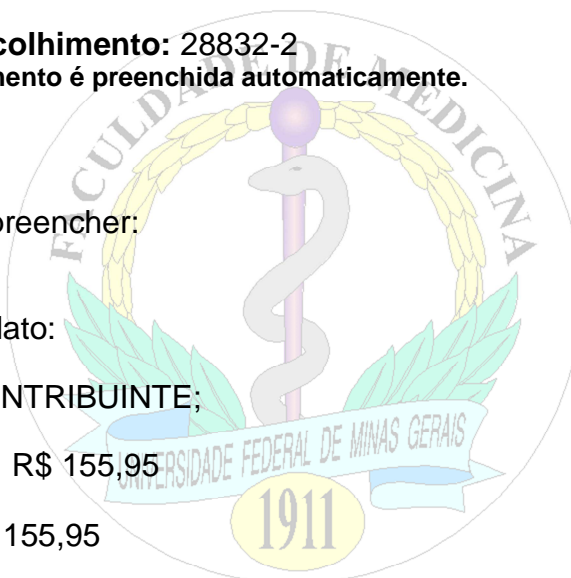 colhimento: 28832-2
mento é preenchida automaticamente.
FACULDADE DE MEDICINA
preencher:
dato:
NTRIBUINTE;
R$ 155,95
UNIVERSIDADE FEDERAL DE MINAS GERAIS
155,95
1911